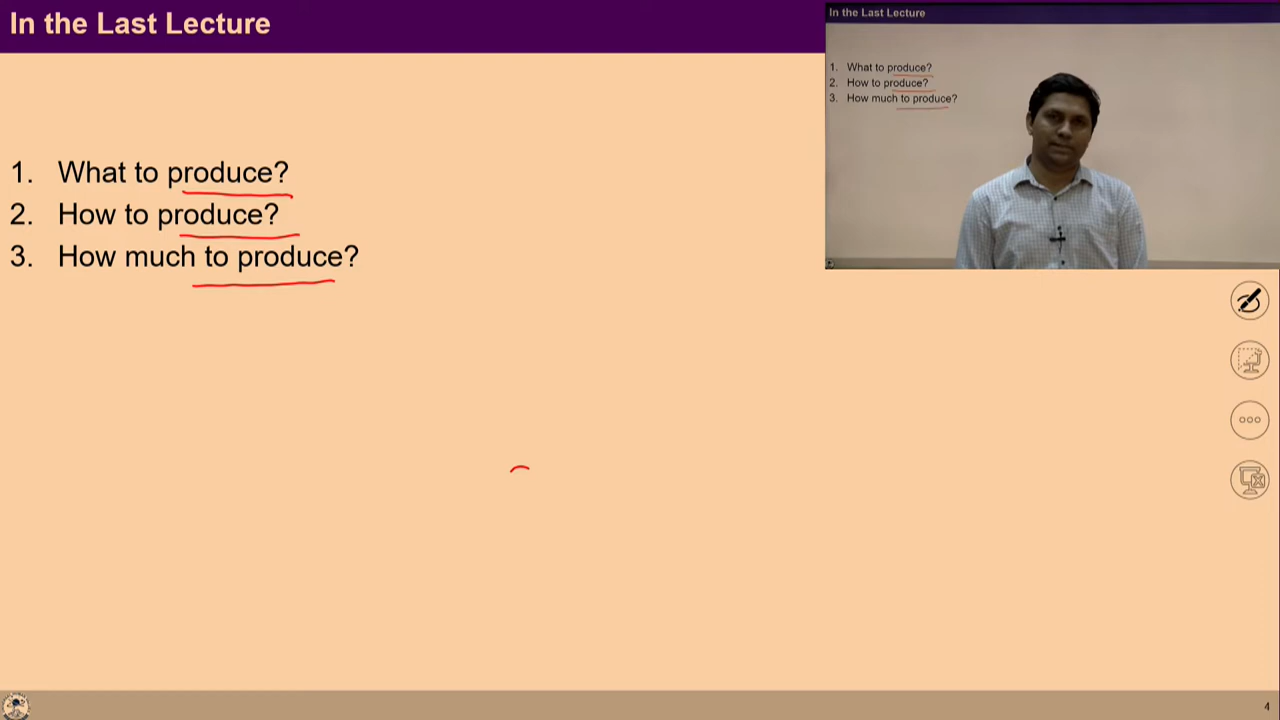 In the Last Lecture
1. What to produce?
2. How to produce?
3. How much to produce?
In the Last Lecture
1. What to produce?
2. How to produce?
3. How much to produce?
4